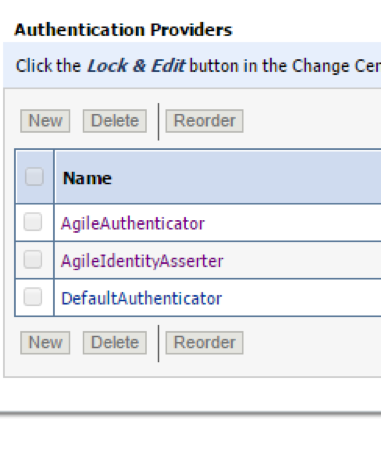 Authentication Providers
Click the Lock & Edit button in the Change Cer
New Delete Reorder
Name
AgileAuthenticator
AgileIdentityAsserter
DefaultAuthenticator
New Delete Reorder